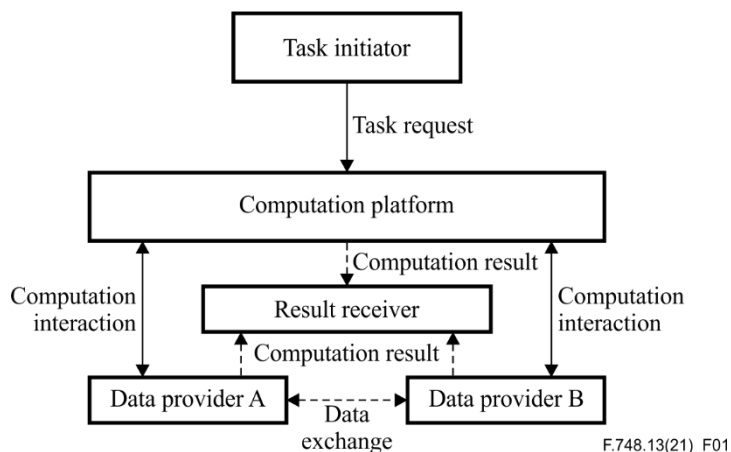 Task initiator
Task request
Computation platform
Computation result
Computation
interaction
Result receiver
Computation
interaction
Computation result
Data provider A
Data
exchange
Data provider B
F.748.13(21)_F01